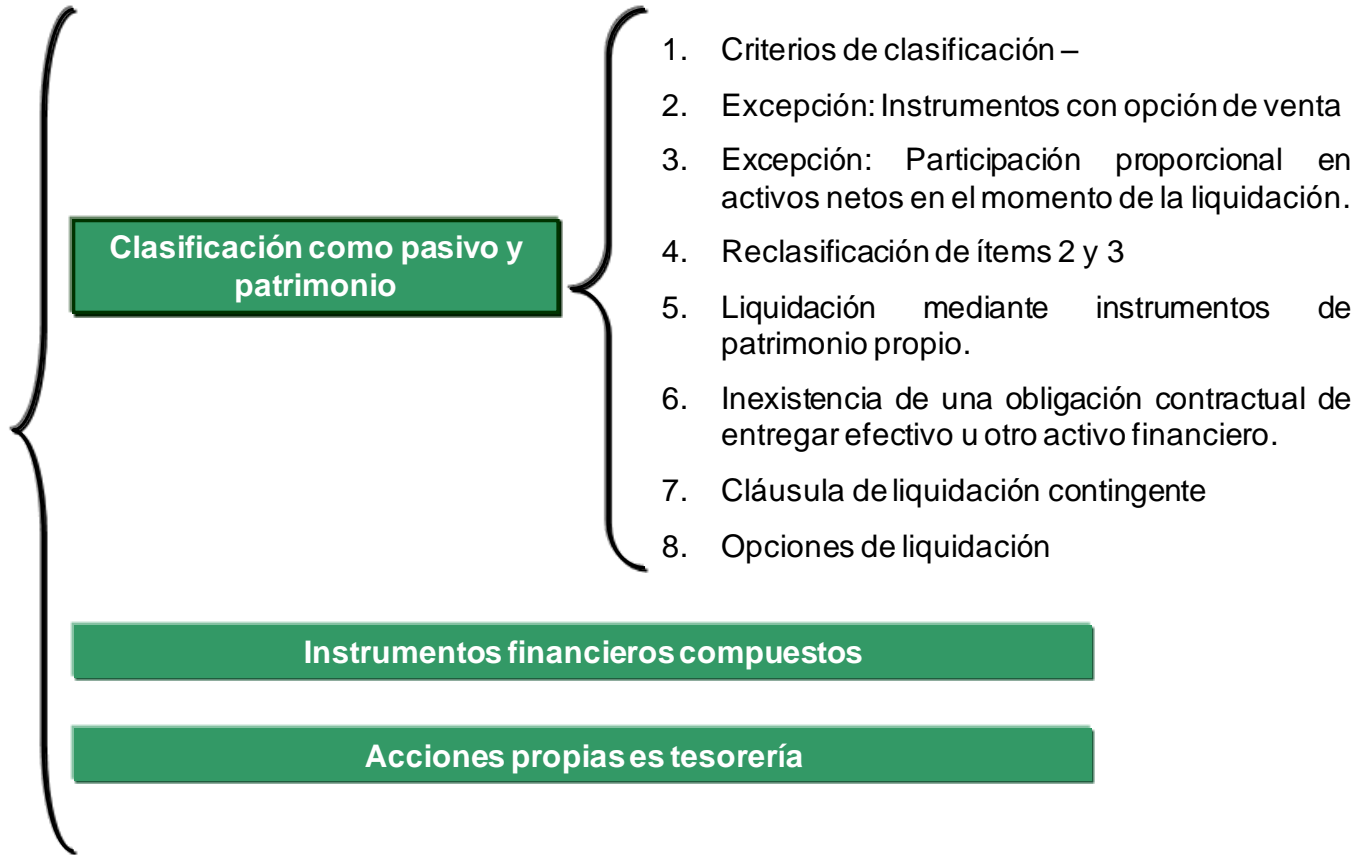 1. Criterios de clasificación –
2. Excepción: Instrumentos con opción de venta
3. Excepción: Participación proporcional en
activos netos en el momento de la liquidación.
Clasificación como pasivo y
patrimonio
4. Reclasificación de ítems 2 y 3
5. Liquidación mediante instrumentos de
patrimonio propio.
6. Inexistencia de una obligación contractual de
entregar efectivo u otro activo financiero.
7. Cláusula de liquidación contingente
8. Opciones de liquidación
Instrumentos financieros compuestos
Acciones propias es tesorería